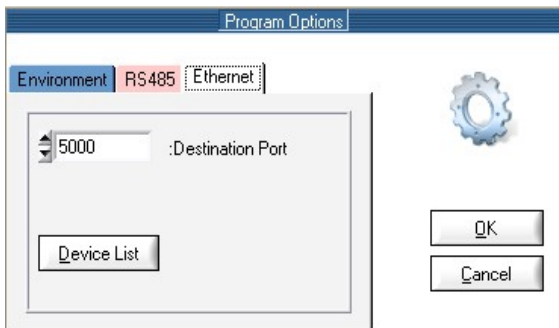 Program Options
Environment RS485 Ethernet
5000 :Destination Port
Device List
OK
Cancel